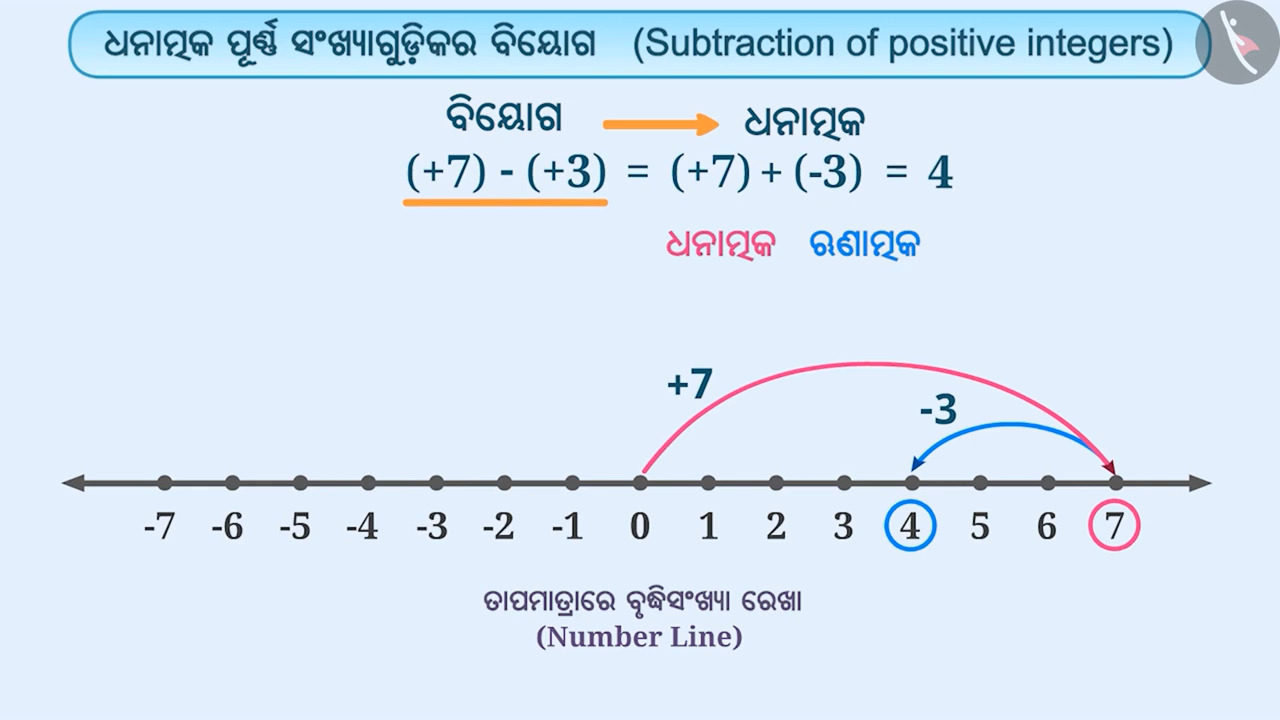 ଧନାତ୍ମକ ପୂର୍ଣ୍ଣ ସଂଖ୍ୟାଗୁଡ଼ିକର ବିୟୋଗ (Subtraction of positive integers)
ବିୟୋଗ ଧନାତ୍ମକ
(+7) - (+3) = (+7) + (-3) = 4
ଧନାତ୍ମକ ଋଣାତ୍ମକ
+7
-3
-7 -6 -5 -4 -3 -2 -1 0 1 2 3 4 5 6 7
ତାପମାତ୍ରାରେ ବୃଦ୍ଧିସଂଖ୍ୟା ରେଖା
(Number Line)